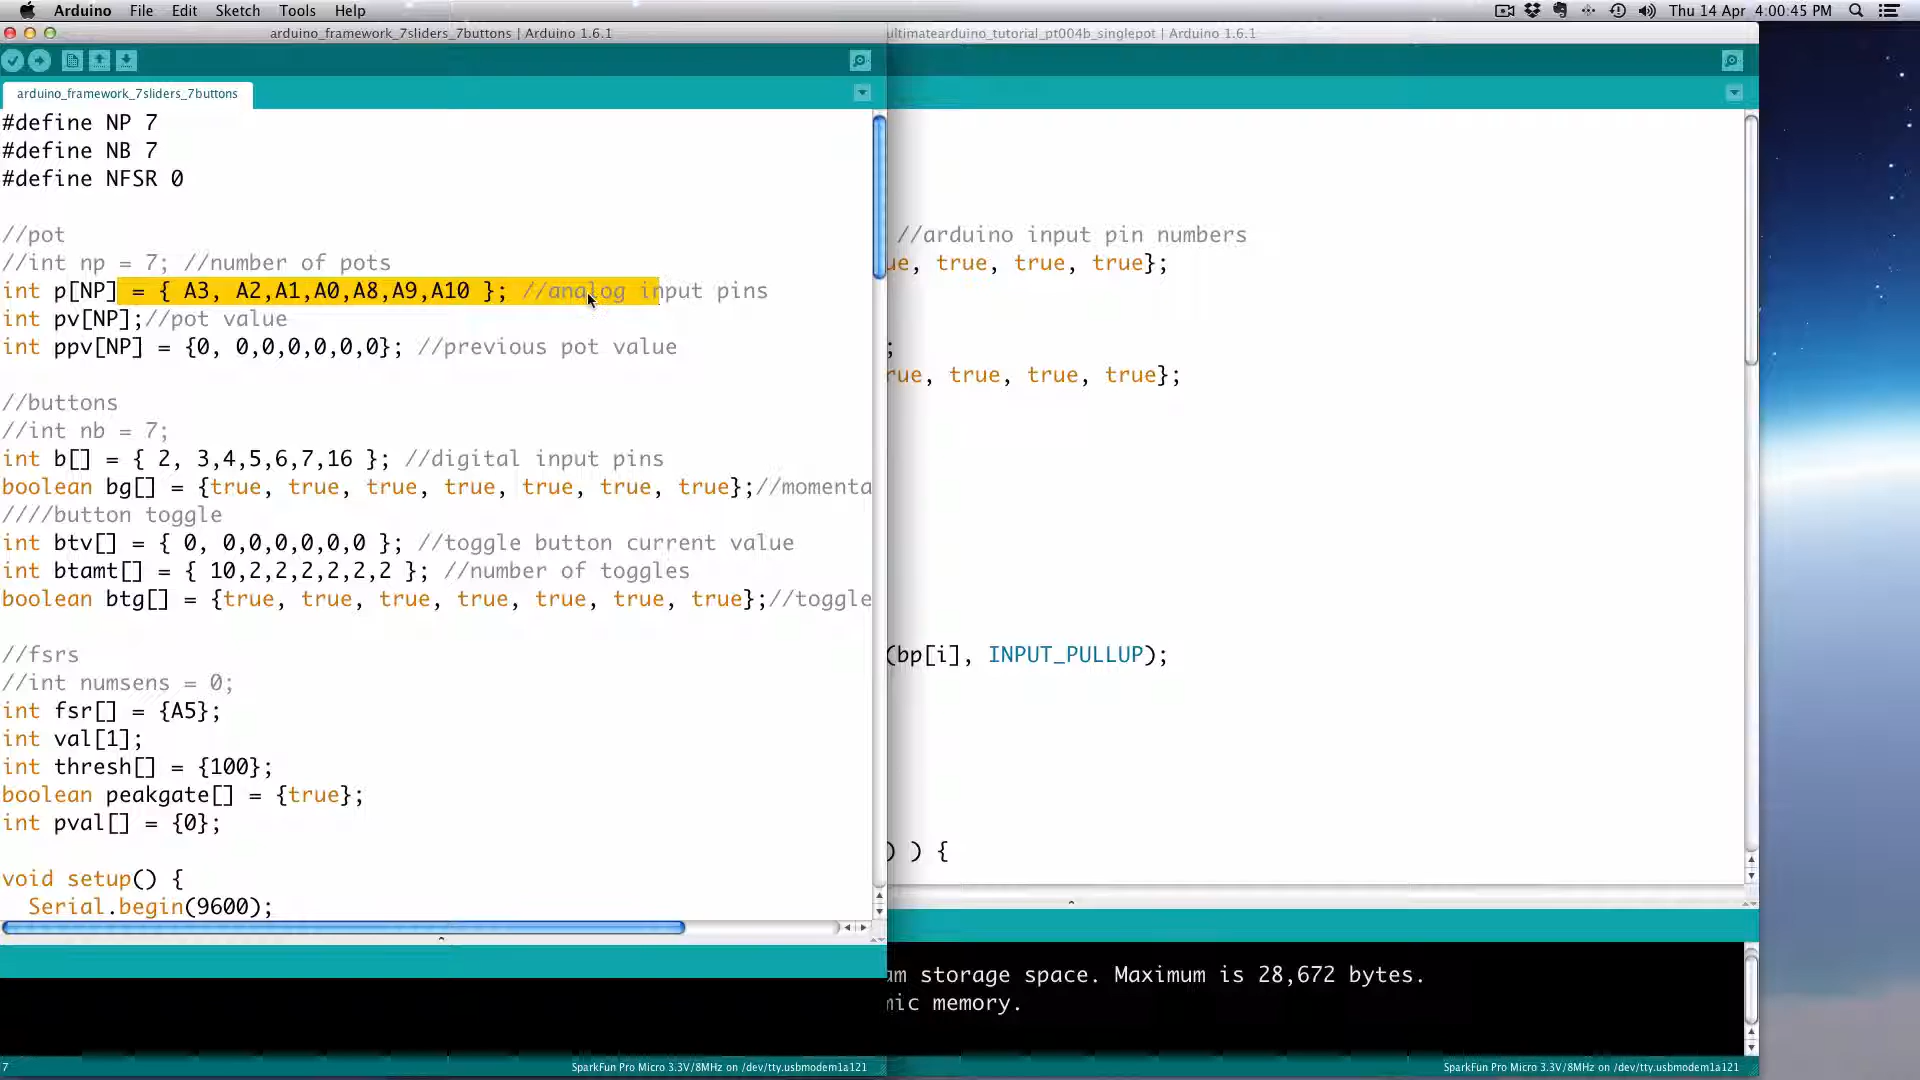 Arduino File Edit Sketch Tools Help Thu 14 Apr 4:00:45 PM
arduino_framework_7sliders_7buttons | Arduino 1.6.1
arduino_framework_7sliders_7buttons
#define NP 7
#define NB 7
#define NFSR 0
//pot
//int np = 7; //number of pots
int p[NP] = { A3, A2,A1,A0,A8,A9,A10 }; //analog input pins
int pv[NP];//pot value
int ppv[NP] = {0, 0,0,0,0,0,0}; //previous pot value
//buttons
//int nb = 7;
int b[] = { 2, 3,4,5,6,7,16 }; //digital input pins
boolean bg[] = {true, true, true, true, true, true, true};//momenta
////button toggle
int btv[] = { 0, 0,0,0,0,0,0 }; //toggle button current value
int btamt[] = { 10,2,2,2,2,2,2 }; //number of toggles
boolean btg[] = {true, true, true, true, true, true, true};//toggle
//fsrs
//int numsens = 0;
int fsr[] = {A5};
int val[1];
int thresh[] = {100};
boolean peakgate[] = {true};
int pval[] = {0};
void setup() {
Serial.begin(9600);
7 SparkFun Pro Micro 3.3V/8MHz on /dev/tty.usbmodem1a121
ultimatearduino_tutorial_pt004b_singlepot | Arduino 1.6.1
//arduino input pin numbers
ue, true, true, true};
;
rue, true, true, true};
(bp[i], INPUT_PULLUP);
) ) {
am storage space. Maximum is 28,672 bytes.
mic memory.
SparkFun Pro Micro 3.3V/8MHz on /dev/tty.usbmodem1a121